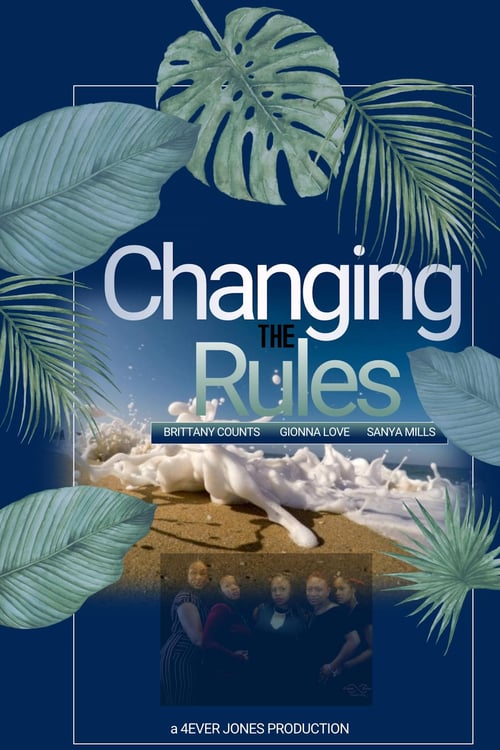 Changing
THE
Rules
BRITTANY COUNTS GIONNA LOVE SANYA MILLS
a 4EVER JONES PRODUCTION